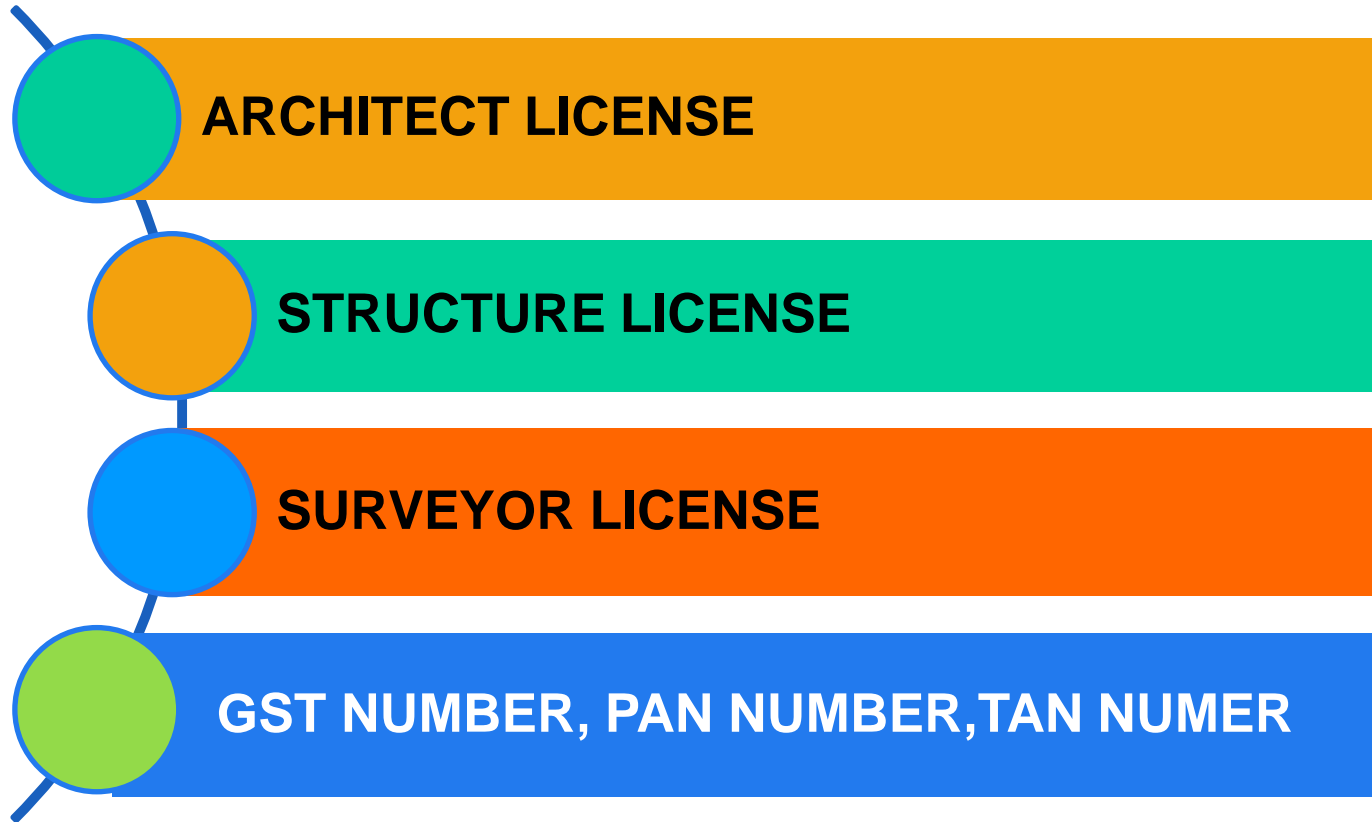 ARCHITECT LICENSE
STRUCTURE LICENSE
SURVEYOR LICENSE
GST NUMBER, PAN NUMBER,TAN NUMER